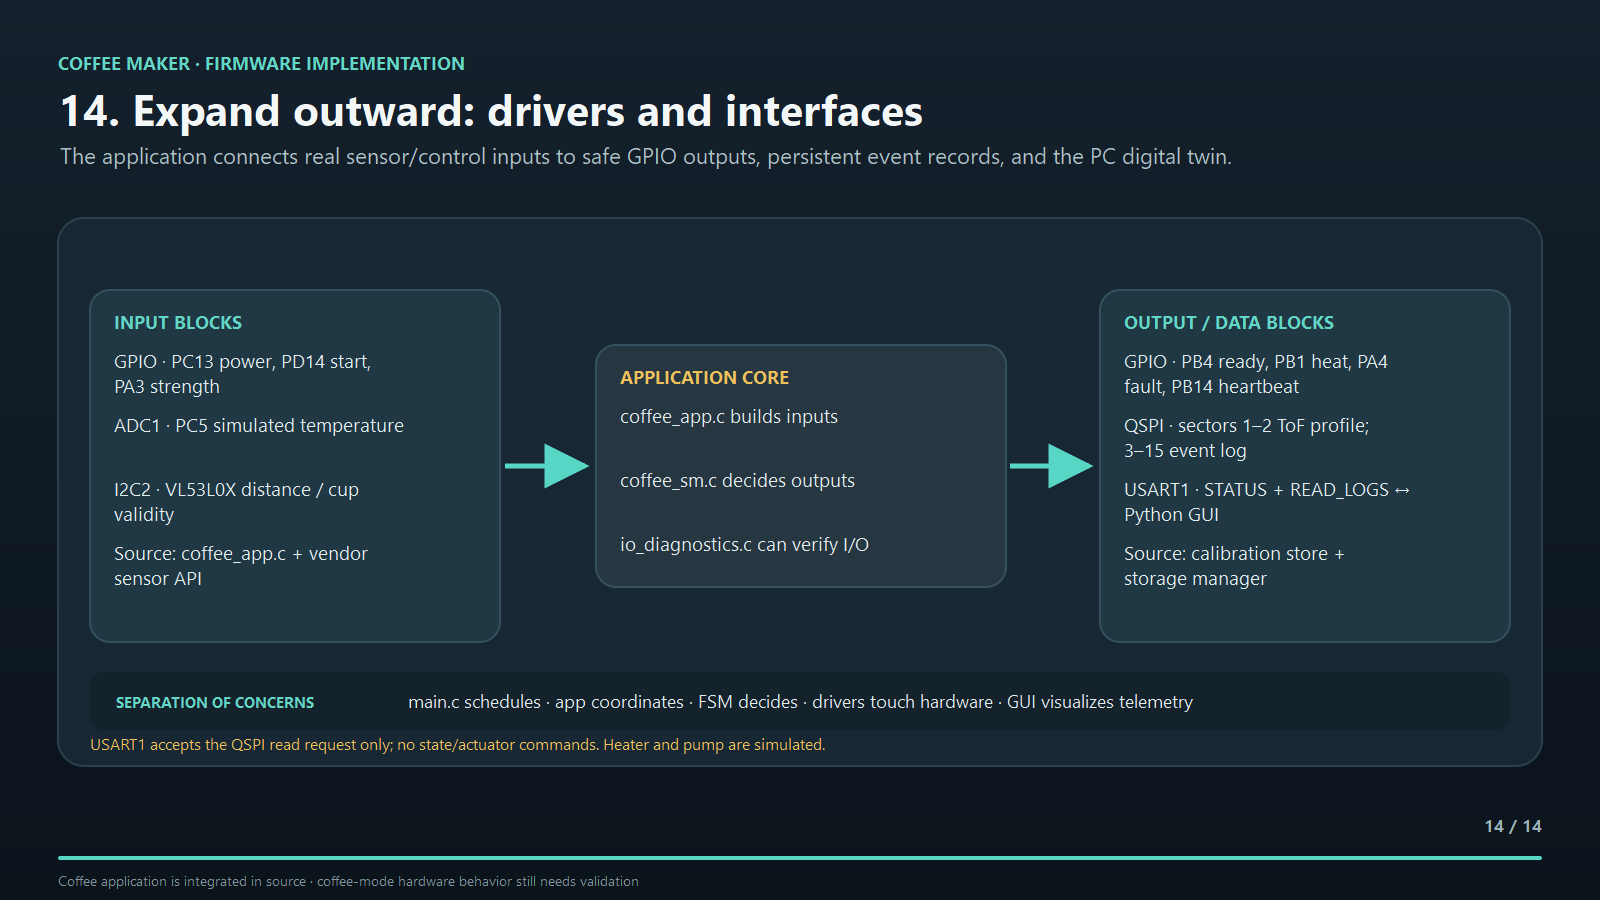 COFFEE MAKER · FIRMWARE IMPLEMENTATION
14. Expand outward: drivers and interfaces
The application connects real sensor/control inputs to safe GPIO outputs, persistent event records, and the PC digital twin.
INPUT BLOCKS
GPIO · PC13 power, PD14 start,
PA3 strength
ADC1 · PC5 simulated temperature
I2C2 · VL53L0X distance / cup
validity
Source: coffee_app.c + vendor
sensor API
APPLICATION CORE
coffee_app.c builds inputs
coffee_sm.c decides outputs
io_diagnostics.c can verify I/O
OUTPUT / DATA BLOCKS
GPIO · PB4 ready, PB1 heat, PA4
fault, PB14 heartbeat
QSPI · sectors 1–2 ToF profile;
3–15 event log
USART1 · STATUS + READ_LOGS ↔
Python GUI
Source: calibration store +
storage manager
SEPARATION OF CONCERNS main.c schedules · app coordinates · FSM decides · drivers touch hardware · GUI visualizes telemetry
USART1 accepts the QSPI read request only; no state/actuator commands. Heater and pump are simulated.
14 / 14
Coffee application is integrated in source · coffee-mode hardware behavior still needs validation